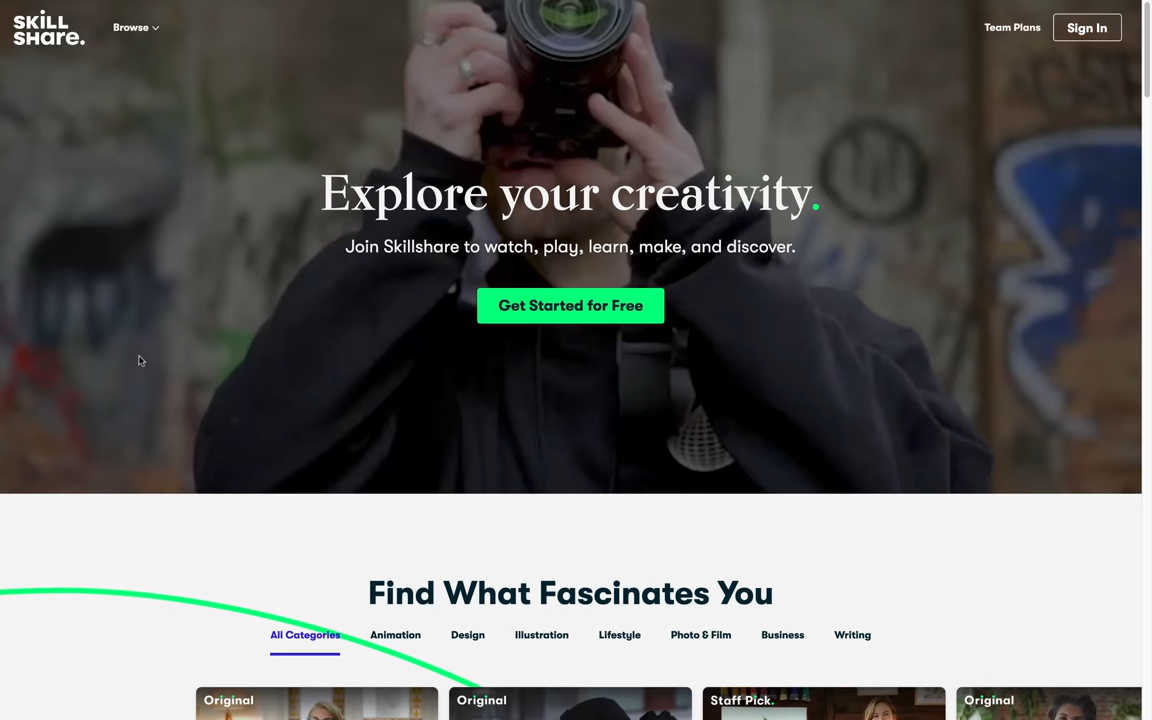 SKILL
SHare.
Browse
Team Plans
Sign In
Explore your creativity.
Join Skillshare to watch, play, learn, make, and discover.
Get Started for Free
Find What Fascinates You
All Categories
Animation
Design
Illustration
Lifestyle
Photo & Film
Business
Writing
Original
Original
Staff Pick.
Original